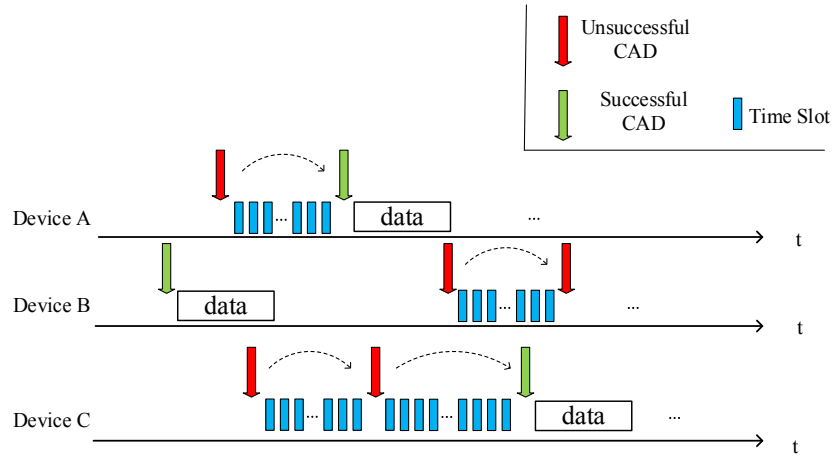 Unsuccessful
CAD
Successful
CAD
Time Slot
Device A
...
data
...
t
Device B
data
...
...
t
Device C
...
...
data
...
t